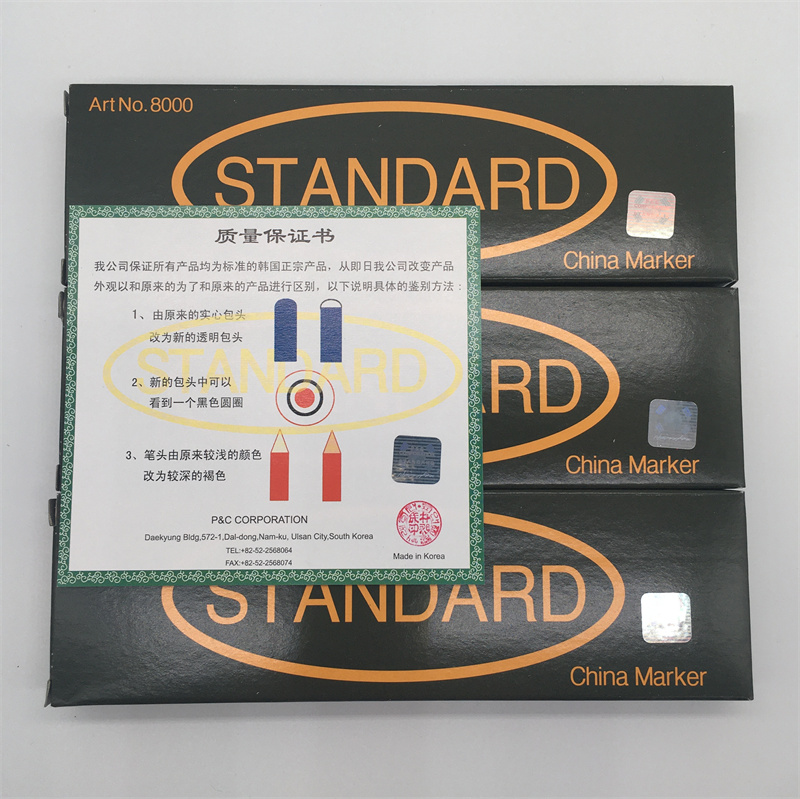 Art No. 8000
STANDARD
China Marker
质量保证书
我公司保证所有产品均为标准的韩国正宗产品，从即日我公司改变产品
外观以和原来的为了和原来的产品进行区别，以下说明具体的鉴别方法：
1、由原来的实心包头
改为新的透明包头
STANDARD
2、新的包头中可以
看到一个黑色圆圈
3、笔头由原来较浅的颜色
改为较深的褐色
P&C CORPORATION
Daekyung Bldg,572-1,Dal-dong,Nam-ku, Ulsan City,South Korea
TEL:+82-52-2568064
FAX:+82-52-2568074
Made in Korea
ARD
China Marker
STANDARD
China Marker